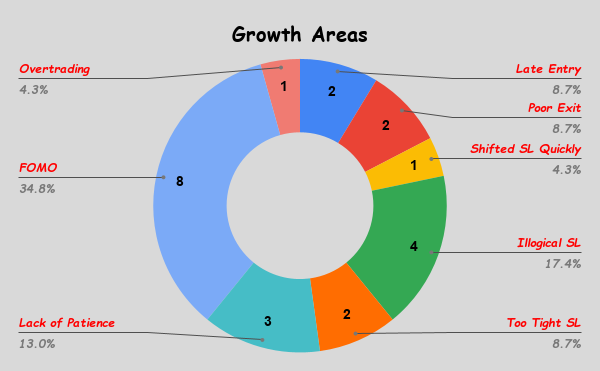 Growth Areas
Overtrading
4.3%
Late Entry
8.7%
Poor Exit
8.7%
Shifted SL Quickly
4.3%
FOMO
34.8%
Illogical SL
17.4%
Lack of Patience
13.0%
Too Tight SL
8.7%
1
2
2
1
8
4
3
2